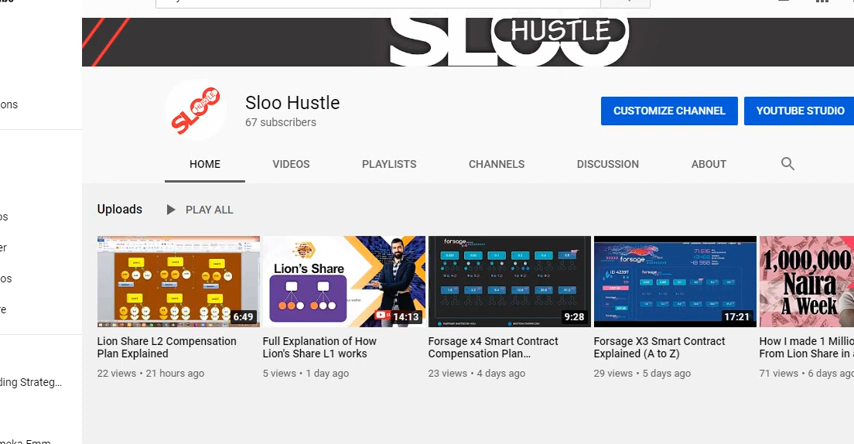 SLOO
HUSTLE
SLOO
HUSTLE
Sloo Hustle
67 subscribers
CUSTOMIZE CHANNEL
YOUTUBE STUDIO
HOME
VIDEOS
PLAYLISTS
CHANNELS
DISCUSSION
ABOUT
Uploads
PLAY ALL
6:49
Lion's Share
14:13
forsage
9:28
forsage
17:21
1,000,000
Naira
A Week
Lion Share L2 Compensation
Plan Explained
22 views • 21 hours ago
Full Explanation of How
Lion's Share L1 works
5 views • 1 day ago
Forsage x4 Smart Contract
Compensation Plan...
23 views • 4 days ago
Forsage X3 Smart Contract
Explained (A to Z)
29 views • 5 days ago
How I made 1 Millio
From Lion Share in
71 views • 6 days ago
ons
os
er
os
re
ding Strateg...